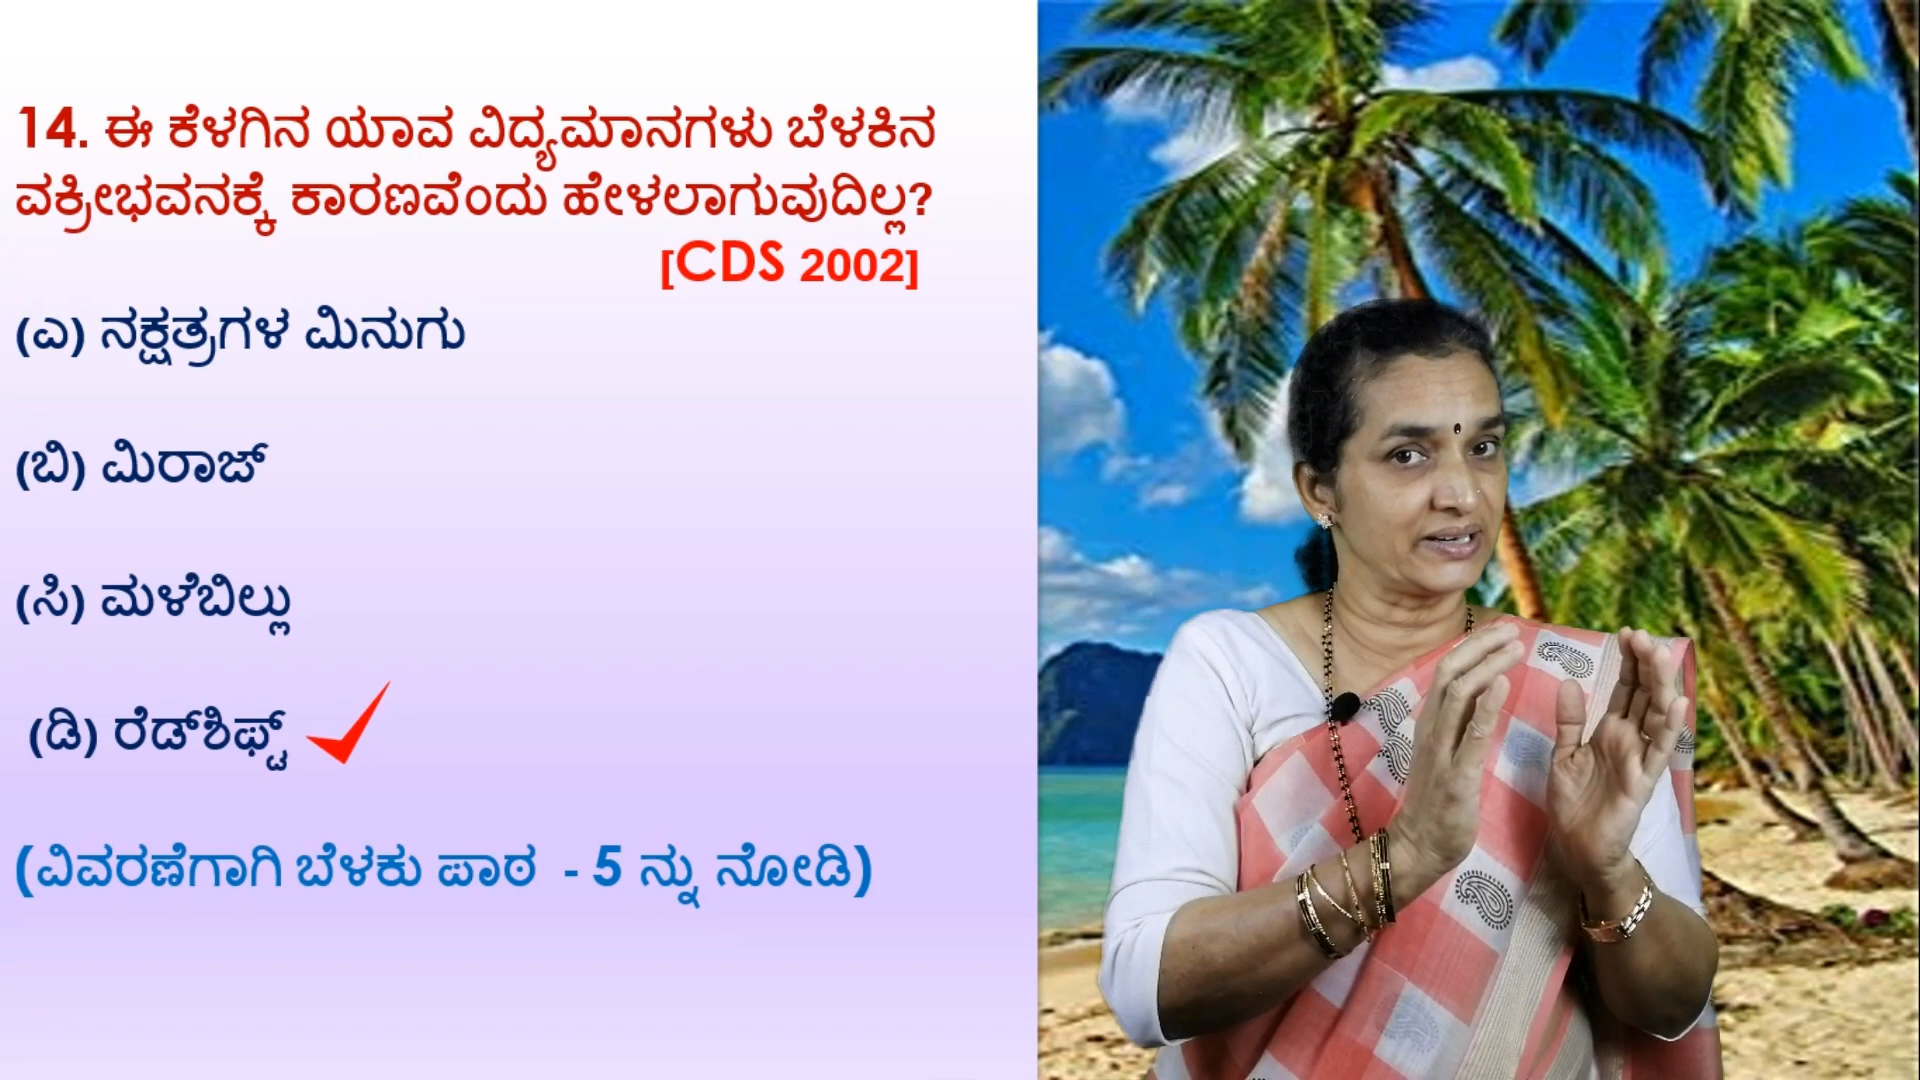 14. ಈ ಕೆಳಗಿನ ಯಾವ ವಿದ್ಯಮಾನಗಳು ಬೆಳಕಿನ
ವಕ್ರೀಭವನಕ್ಕೆ ಕಾರಣವೆಂದು ಹೇಳಲಾಗುವುದಿಲ್ಲ?
[CDS 2002]
(ಎ) ನಕ್ಷತ್ರಗಳ ಮಿನುಗು
(ಬಿ) ಮಿರಾಜ್
(ಸಿ) ಮಳೆಬಿಲ್ಲು
(ಡಿ) ರೆಡ್‌ಶಿಫ್ಟ್
(ವಿವರಣೆಗಾಗಿ ಬೆಳಕು ಪಾಠ - 5 ನ್ನು ನೋಡಿ)